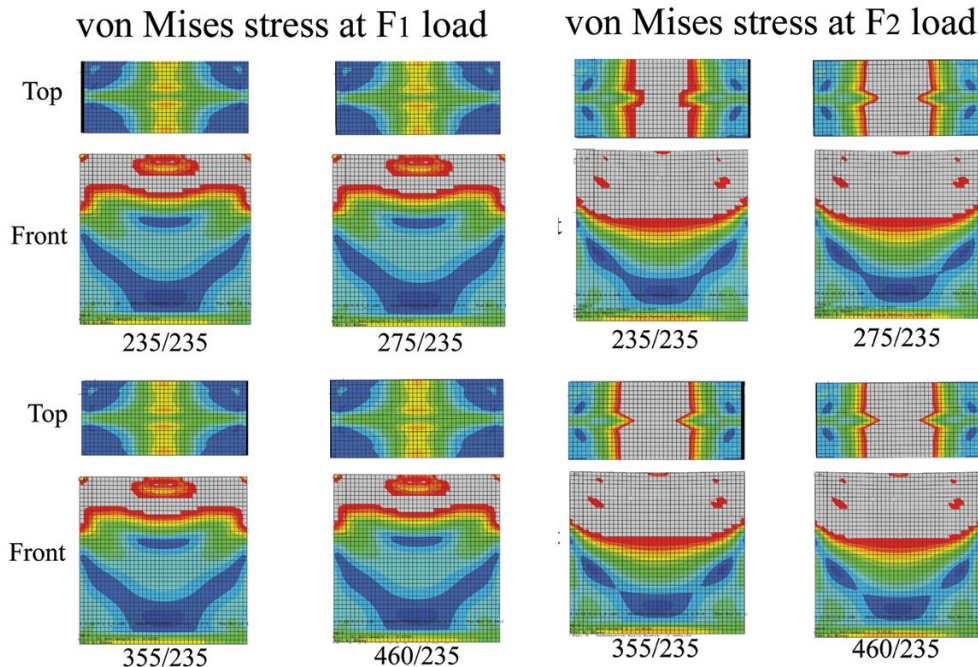 von Mises stress at F1 load
von Mises stress at F2 load
Top
Front
235/235
275/235
235/235
275/235
Top
Front
355/235
460/235
355/235
460/235